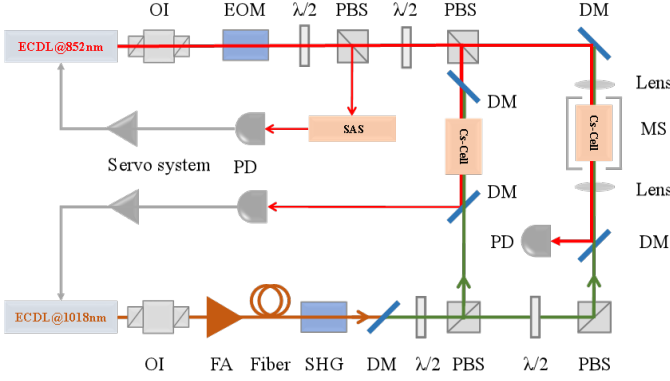 OI EOM λ/2 PBS λ/2 PBS DM
ECDL@852nm
Lens
DM
SAS
Cs-Cell
Cs-Cell
MS
Servo system PD
DM
Lens
PD
DM
ECDL@1018nm
OI FA Fiber SHG DM λ/2 PBS λ/2 PBS